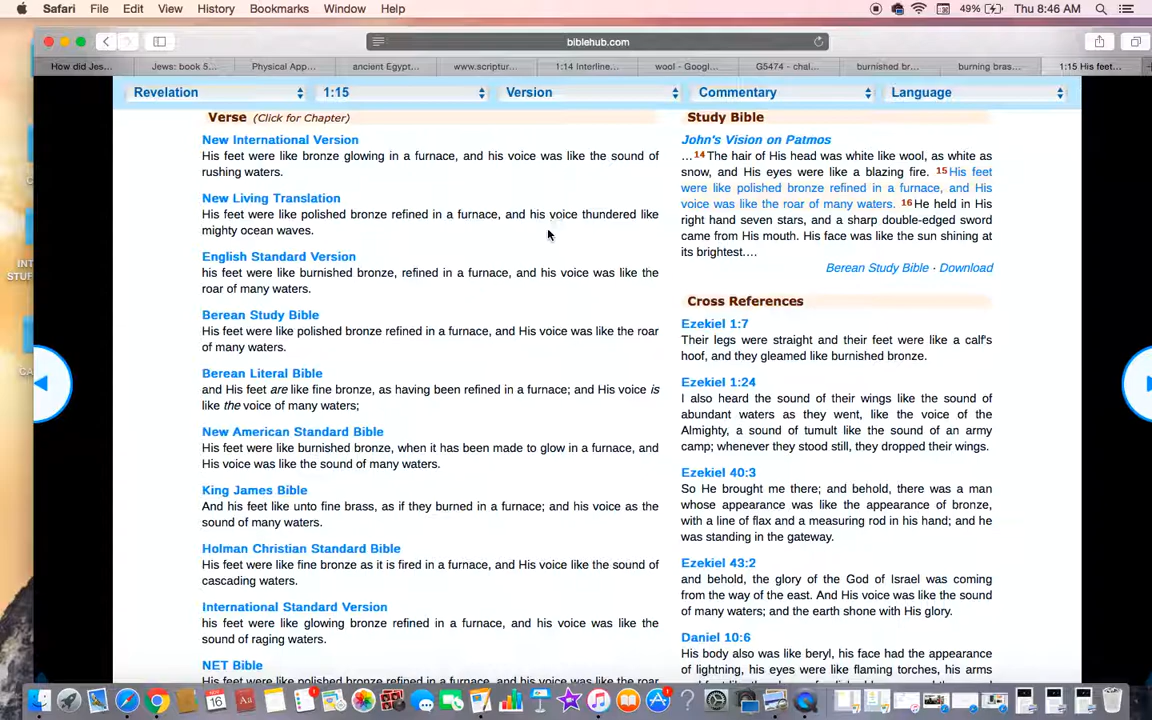 Safari File Edit View History Bookmarks Window Help 49% Thu 8:46 AM
biblehub.com
How did Jes... Jews: book 5... Physical App... ancient Egypt... www.scriptur... 1:14 Interline... wool - Googl... G5474 - chal... burnished br... burning bras... 1:15 His feet...
Revelation 1:15 Version Commentary Language
Verse (Click for Chapter)
New International Version
His feet were like bronze glowing in a furnace, and his voice was like the sound of
rushing waters.
New Living Translation
His feet were like polished bronze refined in a furnace, and his voice thundered like
mighty ocean waves.
English Standard Version
his feet were like burnished bronze, refined in a furnace, and his voice was like the
roar of many waters.
Berean Study Bible
His feet were like polished bronze refined in a furnace, and His voice was like the roar
of many waters.
Berean Literal Bible
and His feet are like fine bronze, as having been refined in a furnace; and His voice is
like the voice of many waters;
New American Standard Bible
His feet were like burnished bronze, when it has been made to glow in a furnace, and
His voice was like the sound of many waters.
King James Bible
And his feet like unto fine brass, as if they burned in a furnace; and his voice as the
sound of many waters.
Holman Christian Standard Bible
His feet were like fine bronze as it is fired in a furnace, and His voice like the sound of
cascading waters.
International Standard Version
his feet were like glowing bronze refined in a furnace, and his voice was like the
sound of raging waters.
NET Bible
His feet were like polished bronze refined in a furnace, and his voice was like the roar
Study Bible
John's Vision on Patmos
…14The hair of His head was white like wool, as white as
snow, and His eyes were like a blazing fire. 15His feet
were like polished bronze refined in a furnace, and His
voice was like the roar of many waters. 16He held in His
right hand seven stars, and a sharp double-edged sword
came from His mouth. His face was like the sun shining at
its brightest.…
Berean Study Bible · Download
Cross References
Ezekiel 1:7
Their legs were straight and their feet were like a calf's
hoof, and they gleamed like burnished bronze.
Ezekiel 1:24
I also heard the sound of their wings like the sound of
abundant waters as they went, like the voice of the
Almighty, a sound of tumult like the sound of an army
camp; whenever they stood still, they dropped their wings.
Ezekiel 40:3
So He brought me there; and behold, there was a man
whose appearance was like the appearance of bronze,
with a line of flax and a measuring rod in his hand; and he
was standing in the gateway.
Ezekiel 43:2
and behold, the glory of the God of Israel was coming
from the way of the east. And His voice was like the sound
of many waters; and the earth shone with His glory.
Daniel 10:6
His body also was like beryl, his face had the appearance
of lightning, his eyes were like flaming torches, his arms